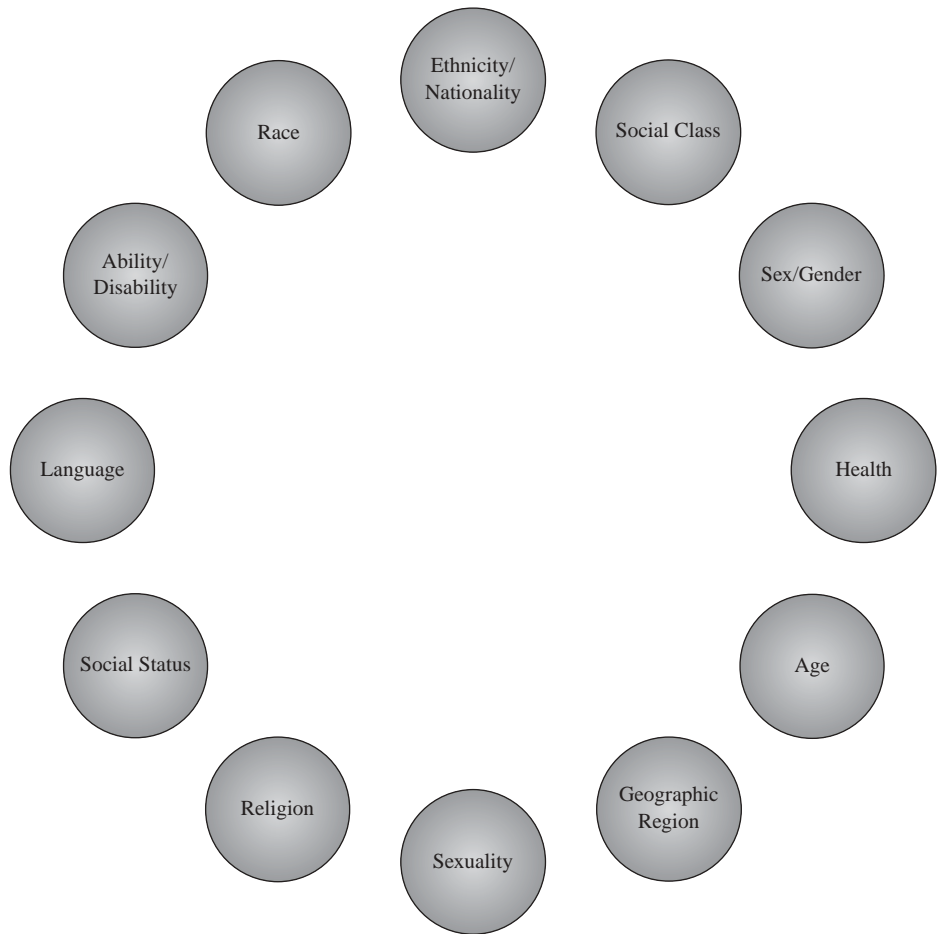 Ethnicity/
Nationality
Social Class
Sex/Gender
Health
Age
Geographic
Region
Sexuality
Religion
Social Status
Language
Ability/
Disability
Race